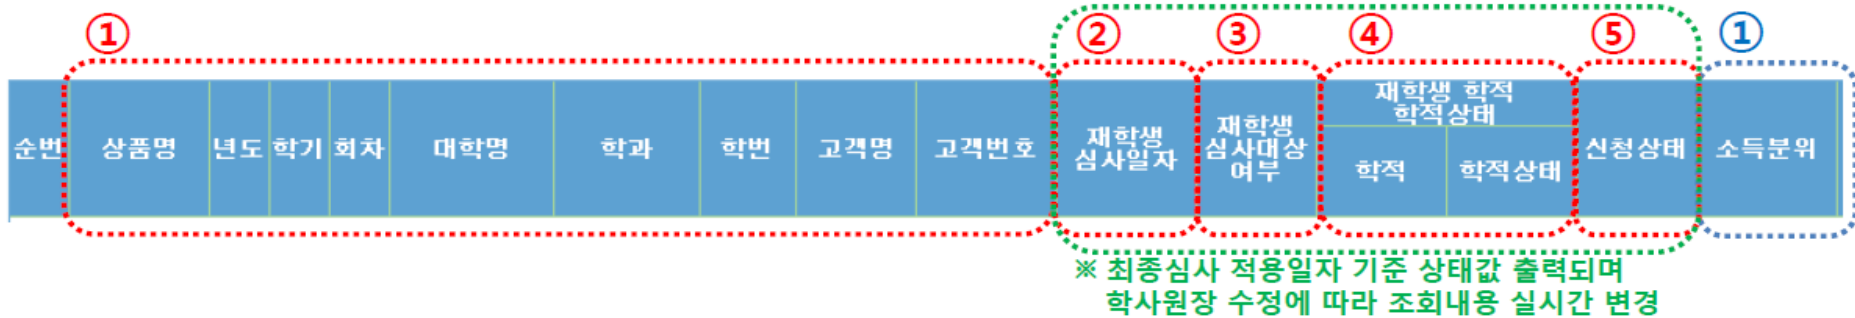 ① ② ③ ④ ⑤ ①
순번 상품명 년도 학기 회차 대학명 학과 학번 고객명 고객번호
재학생
심사일자
재학생
심사대상
여부
재학생 학적
학적상태
학적 학적상태
신청상태
소득분위
※ 최종심사 적용일자 기준 상태값 출력되며
학사원장 수정에 따라 조회내용 실시간 변경